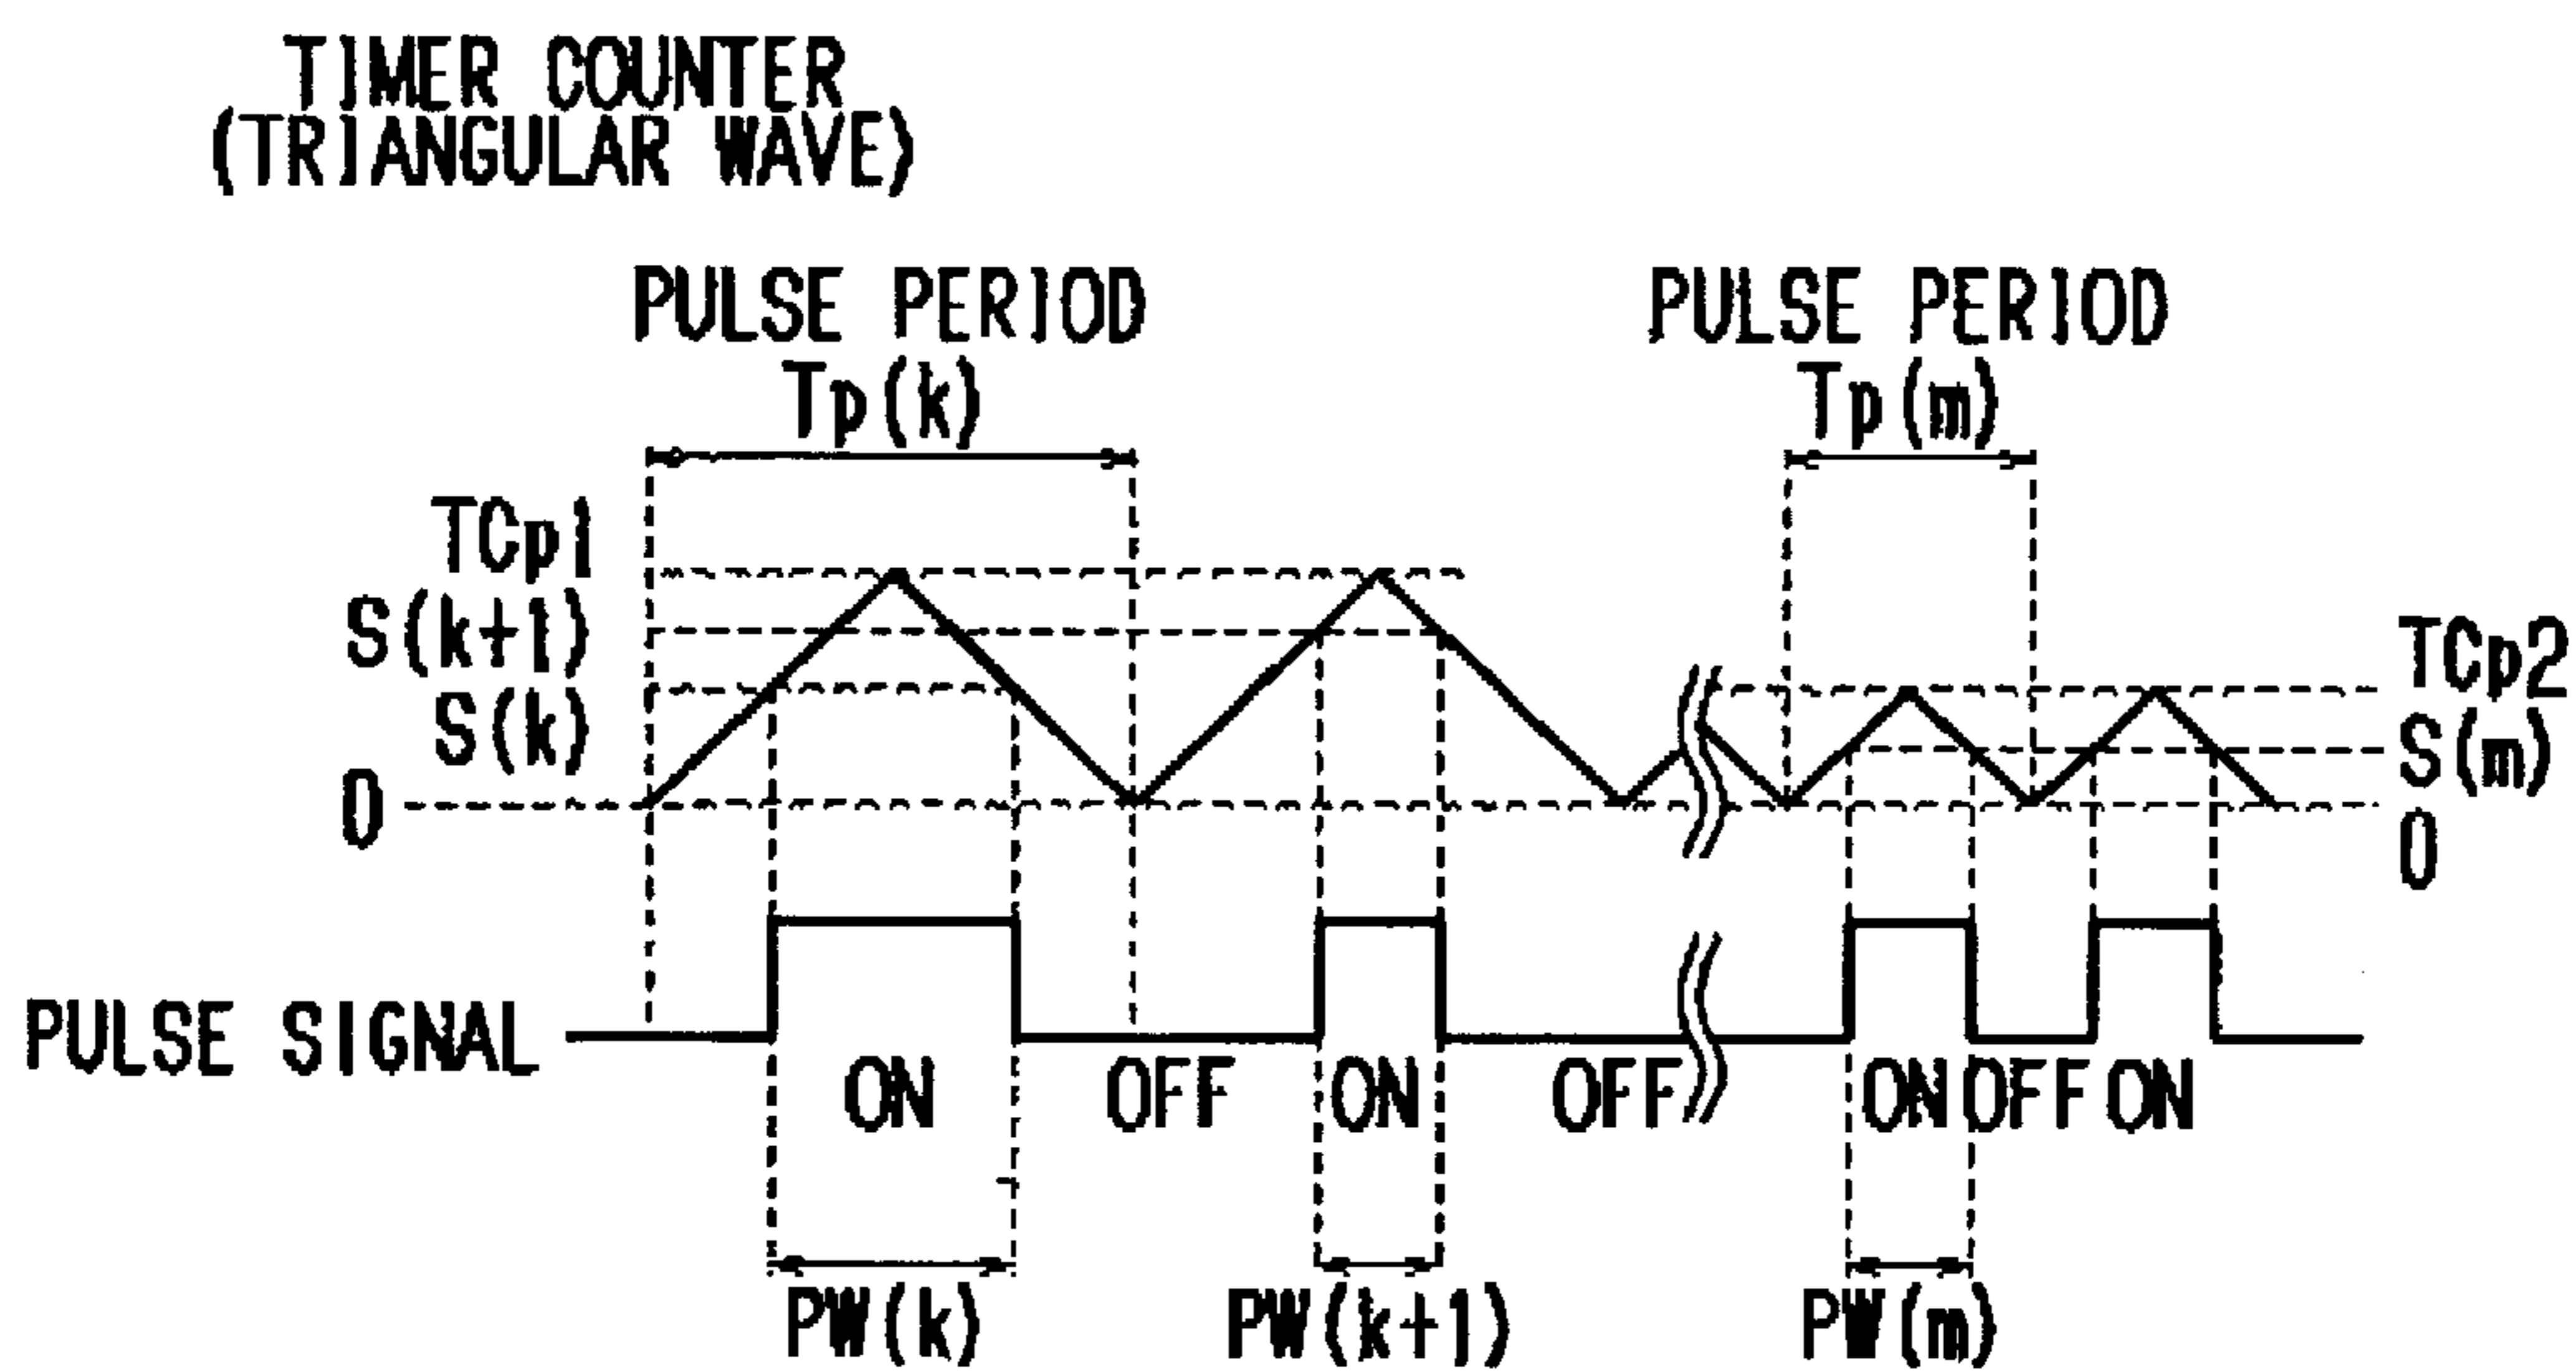 TIMER COUNTER
(TRIANGULAR WAVE)
PULSE PERIOD
Tp(k)
PULSE PERIOD
Tp(m)
TCp1
S(k+1)
S(k)
0
TCp2
S(m)
0
PULSE SIGNAL
ON OFF ON OFF ON OFF ON
PW(k) PW(k+1) PW(m)